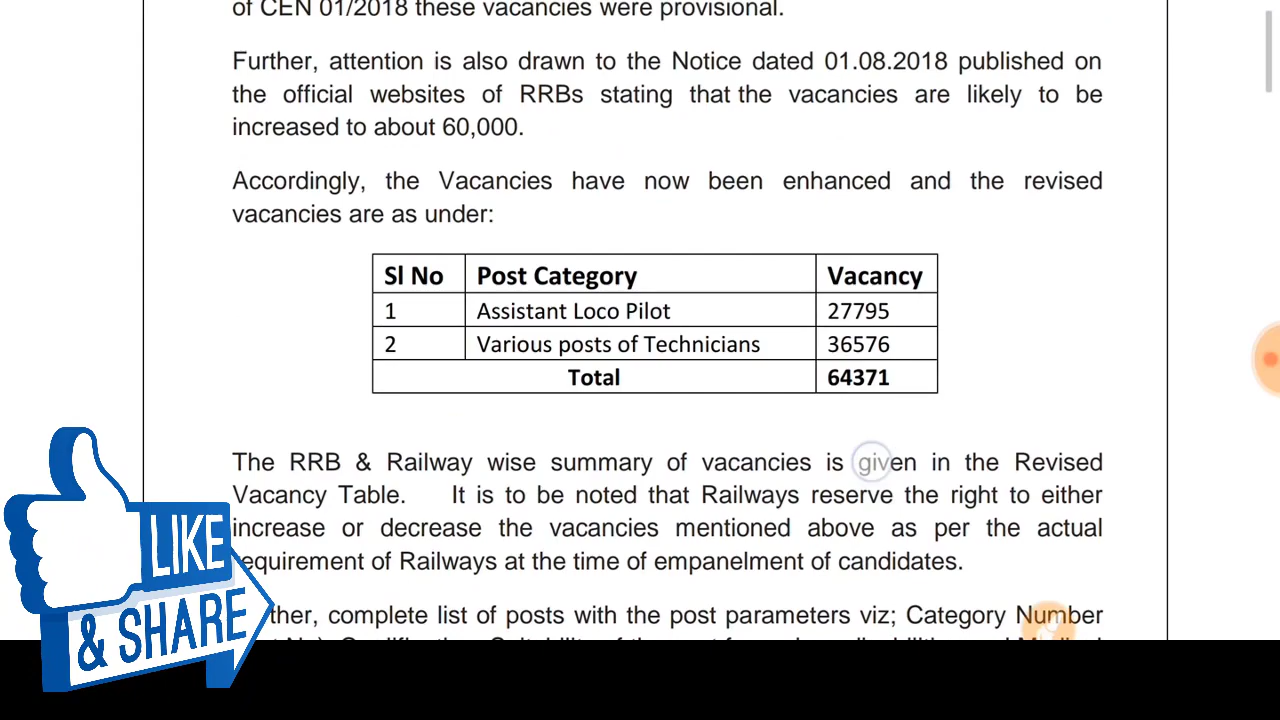 of CEN 01/2018 these vacancies were provisional.
Further, attention is also drawn to the Notice dated 01.08.2018 published on
the official websites of RRBs stating that the vacancies are likely to be
increased to about 60,000.
Accordingly, the Vacancies have now been enhanced and the revised
vacancies are as under:
Sl No Post Category Vacancy
1 Assistant Loco Pilot 27795
2 Various posts of Technicians 36576
Total 64371
The RRB & Railway wise summary of vacancies is given in the Revised
Vacancy Table. It is to be noted that Railways reserve the right to either
increase or decrease the vacancies mentioned above as per the actual
equirement of Railways at the time of empanelment of candidates.
ther, complete list of posts with the post parameters viz; Category Number
LIKE
& SHARE